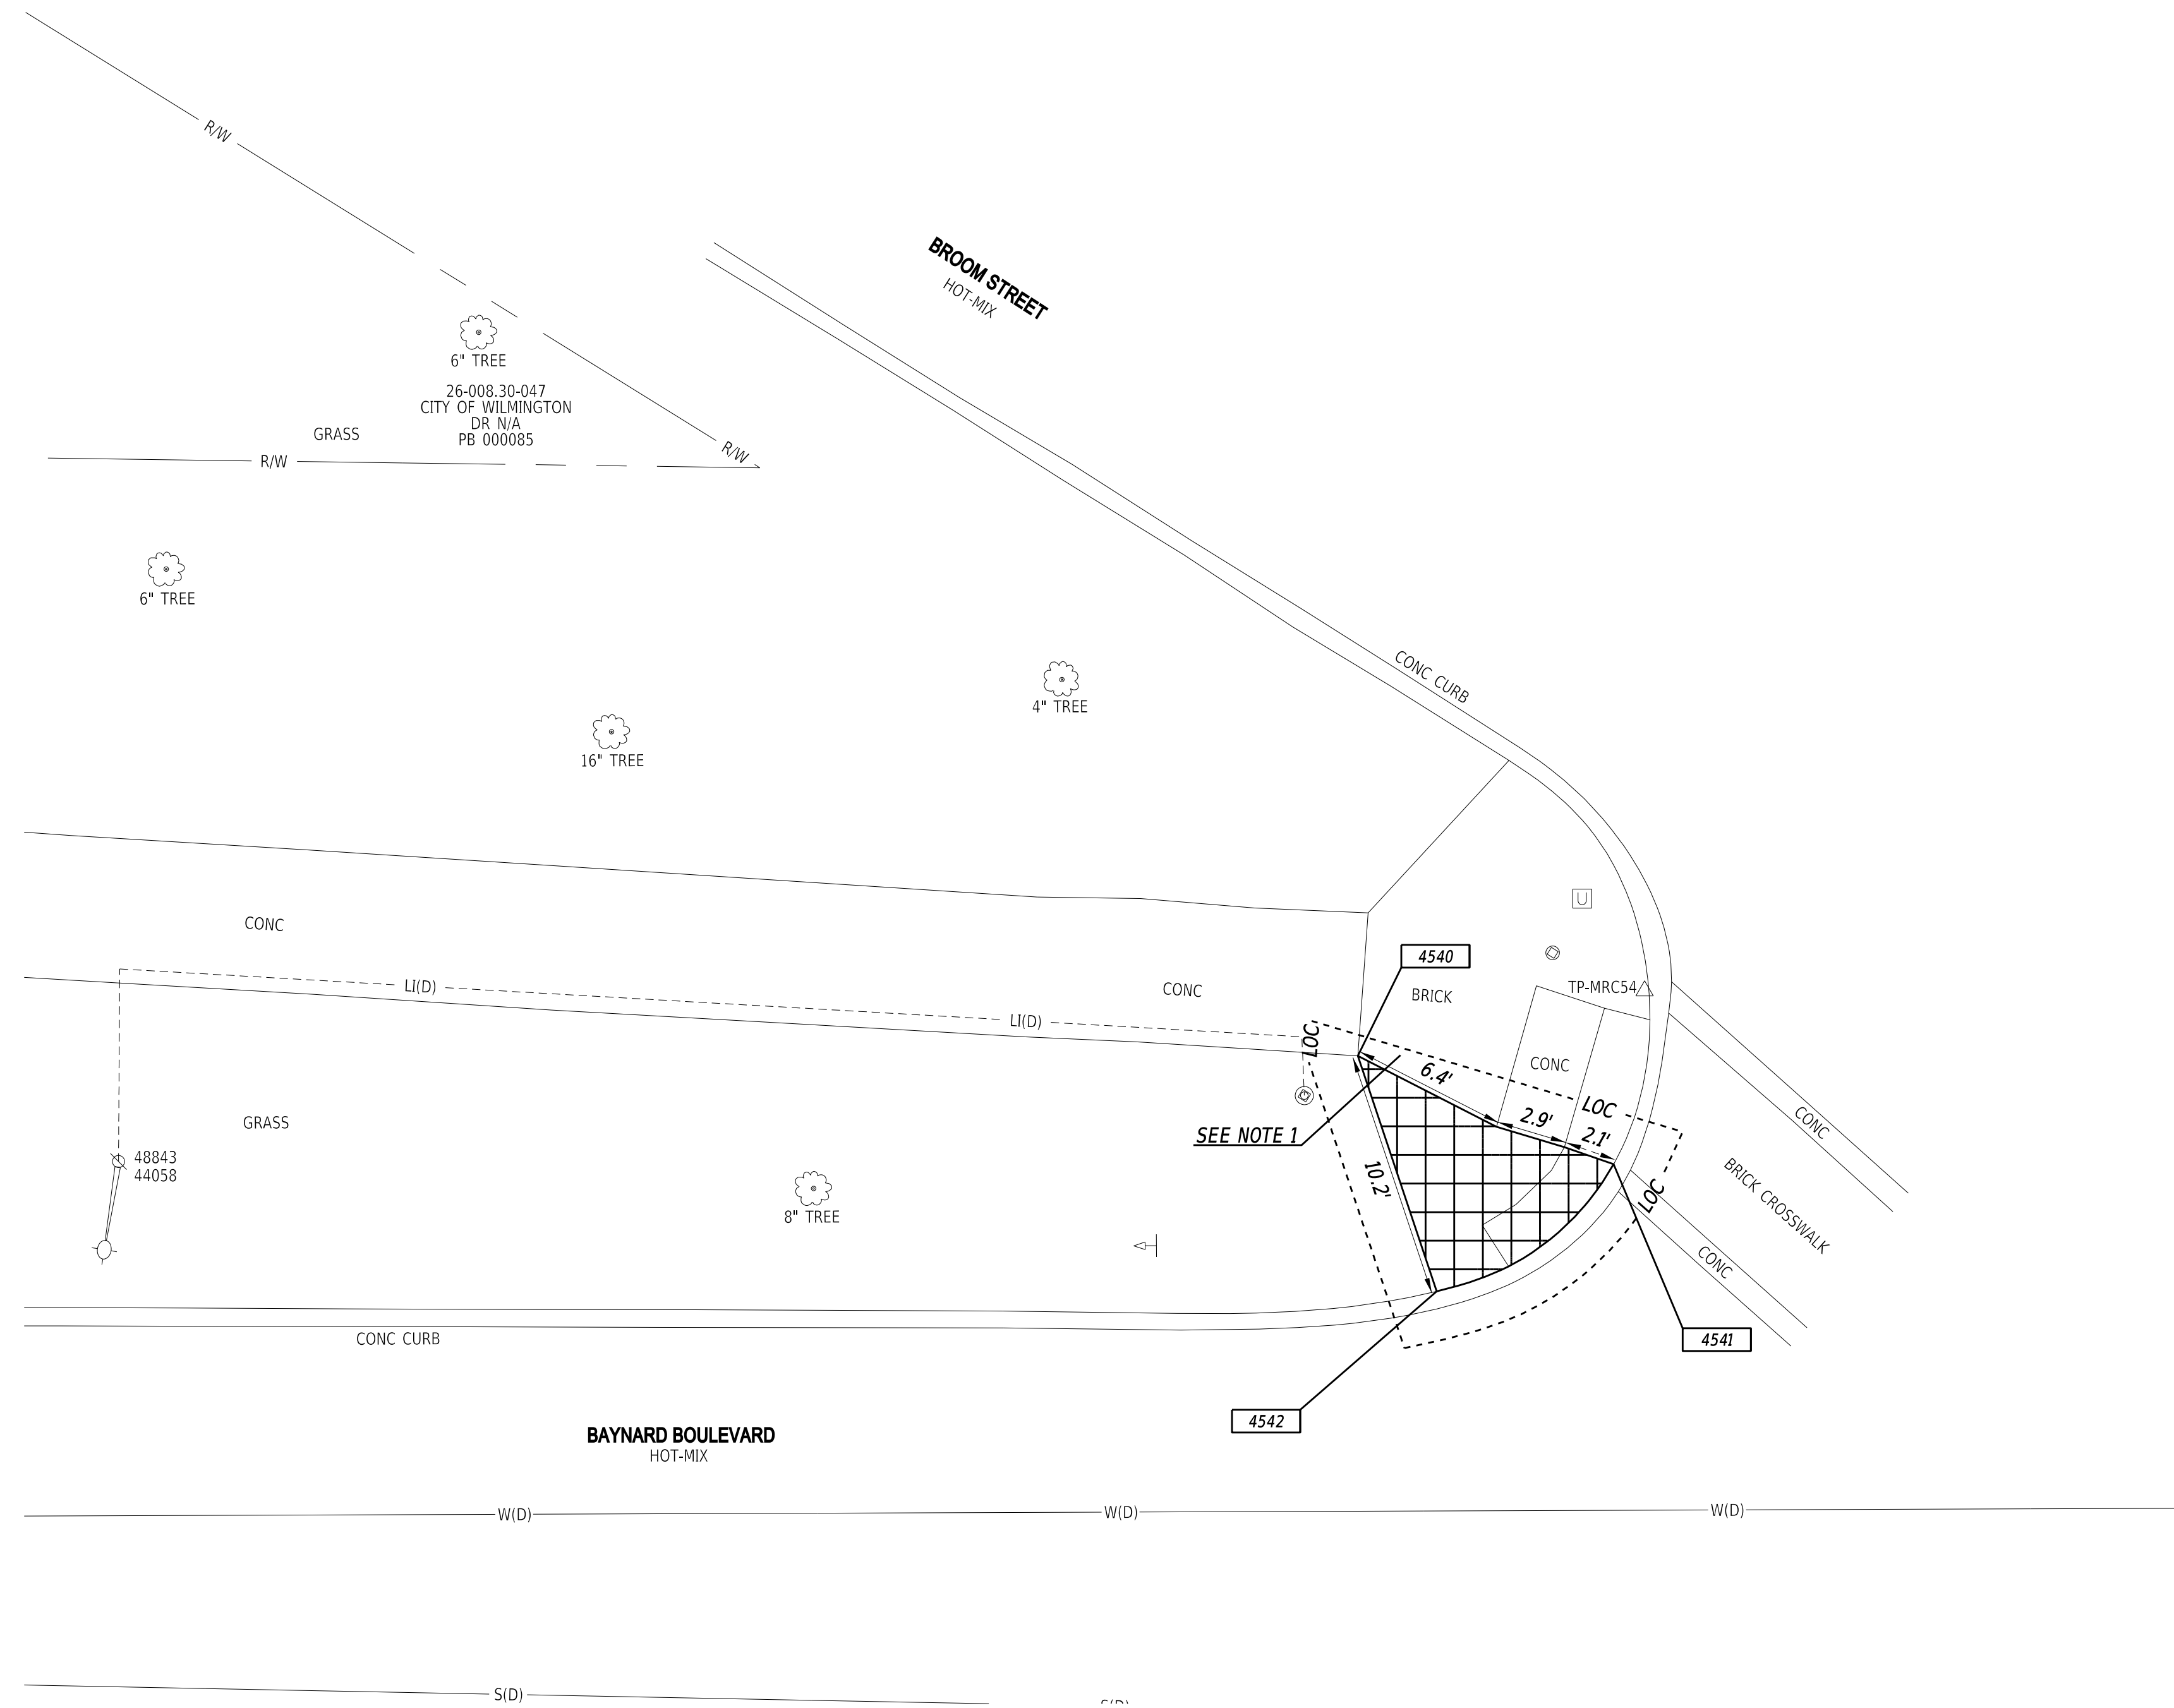 R/W
BROOM STREET
HOT-MIX
6" TREE
26-008.30-047
CITY OF WILMINGTON
DR N/A
PB 000085
GRASS
R/W
R/W
6" TREE
CONC CURB
4" TREE
16" TREE
U
CONC
4540
LI(D)
CONC
BRICK
TP-MRC54
LI(D)
LOC
CONC
6.4'
LOC
2.9'
2.1'
CONC
GRASS
SEE NOTE 1
48843
44058
10.2'
LOC
BRICK CROSSWALK
8" TREE
CONC
CONC CURB
4541
4542
BAYNARD BOULEVARD
HOT-MIX
W(D)
W(D)
W(D)
S(D)
S(D)